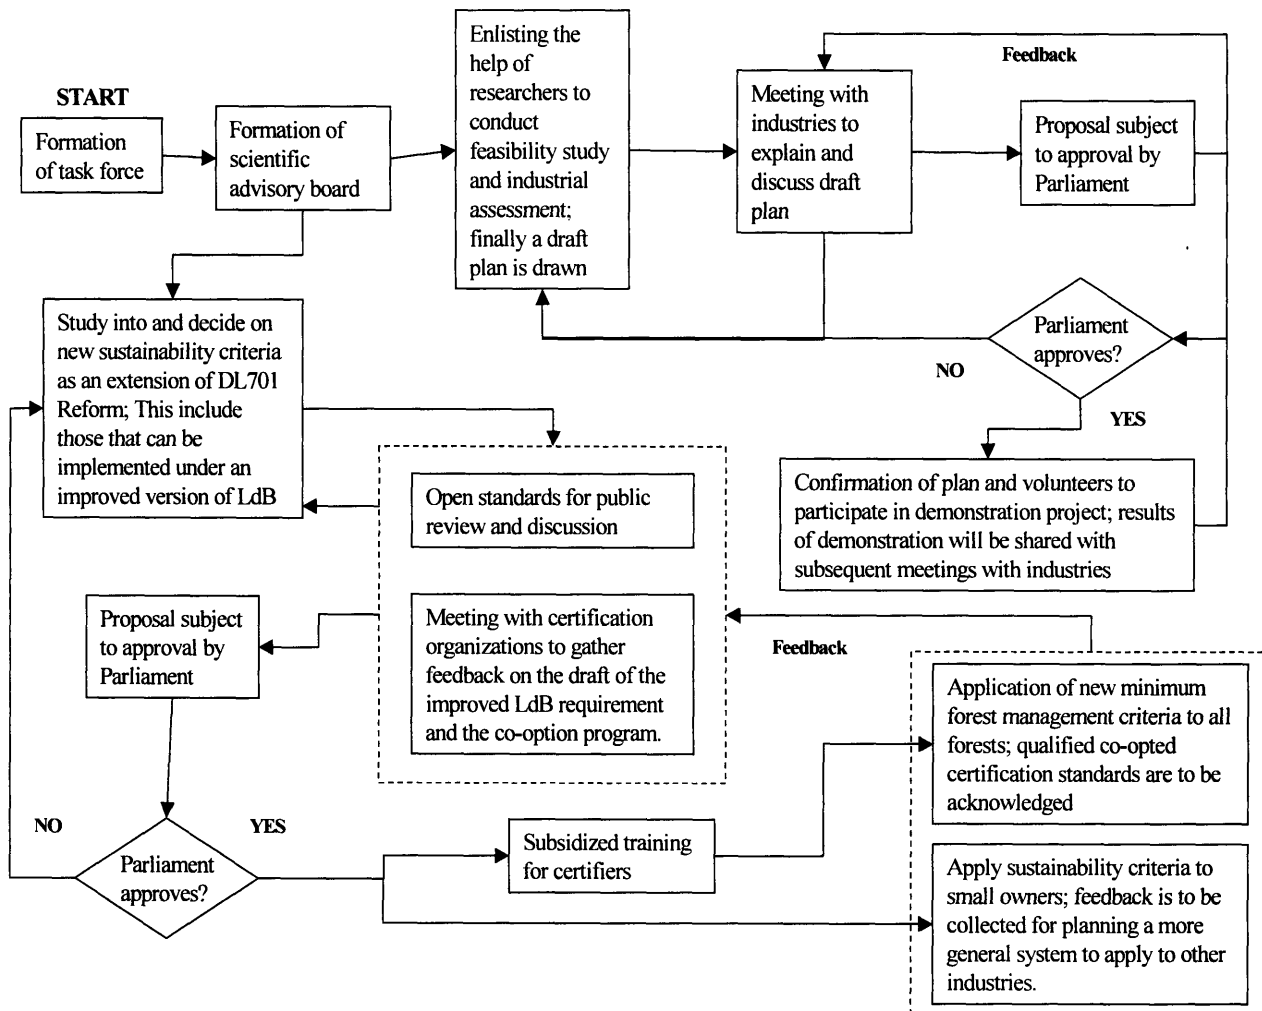 START
Formation
of task force
Formation of
scientific
advisory board
Enlisting the
help of
researchers to
conduct
feasibility study
and industrial
assessment;
finally a draft
plan is drawn
Feedback
Meeting with
industries to
explain and
discuss draft
plan
Proposal subject
to approval by
Parliament
Parliament
approves?
NO
YES
Confirmation of plan and volunteers to
participate in demonstration project; results
of demonstration will be shared with
subsequent meetings with industries
Study into and decide on
new sustainability criteria
as an extension of DL701
Reform; This include
those that can be
implemented under an
improved version of LdB
Open standards for public
review and discussion
Meeting with certification
organizations to gather
feedback on the draft of the
improved LdB requirement
and the co-option program.
Proposal subject
to approval by
Parliament
Feedback
Application of new minimum
forest management criteria to all
forests; qualified co-opted
certification standards are to be
acknowledged
NO
YES
Parliament
approves?
Subsidized training
for certifiers
Apply sustainability criteria to
small owners; feedback is to be
collected for planning a more
general system to apply to other
industries.